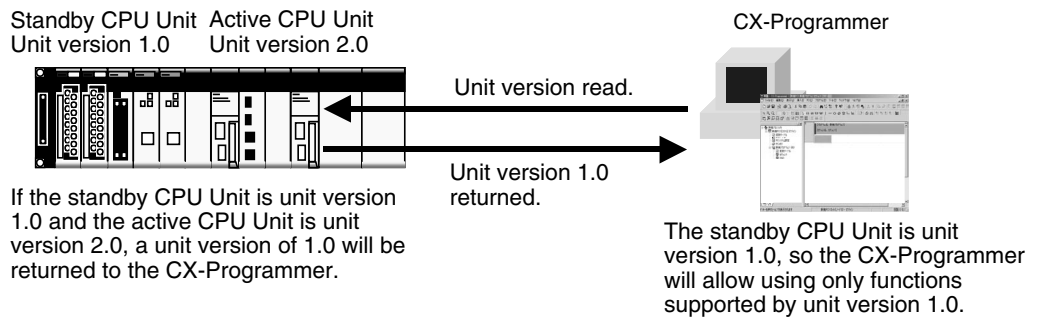 Standby CPU Unit
Unit version 1.0
Active CPU Unit
Unit version 2.0
CX-Programmer
Unit version read.
Unit version 1.0
returned.
If the standby CPU Unit is unit version
1.0 and the active CPU Unit is unit
version 2.0, a unit version of 1.0 will be
returned to the CX-Programmer.
The standby CPU Unit is unit
version 1.0, so the CX-Programmer
will allow using only functions
supported by unit version 1.0.